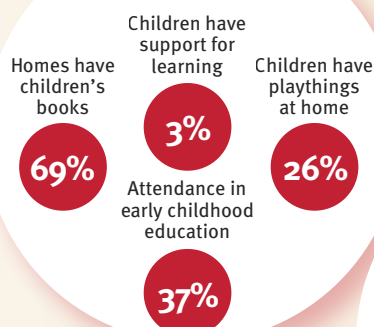 Children have
support for
learning
3%
Homes have
children's
books
69%
Children have
playthings
at home
26%
Attendance in
early childhood
education
37%